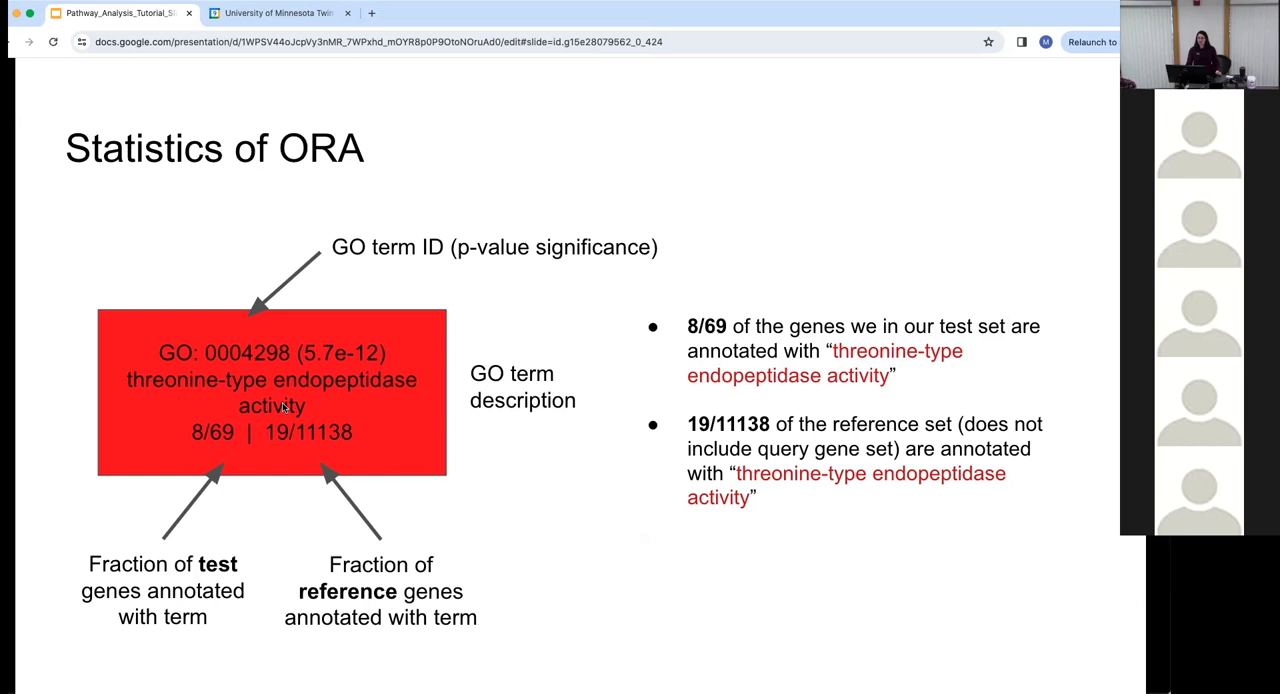 Pathway_Analysis_Tutorial_Sl
University of Minnesota Twin
docs.google.com/presentation/d/1WPSV44oJcpVy3nMR_7WPxhd_mOYR8p0P9OtoNOruAd0/edit#slide=id.g15e28079562_0_424
M
Relaunch to
Statistics of ORA
GO term ID (p-value significance)
GO: 0004298 (5.7e-12)
threonine-type endopeptidase
activity
8/69 | 19/11138
GO term
description
Fraction of test
genes annotated
with term
Fraction of
reference genes
annotated with term
● 8/69 of the genes we in our test set are
annotated with “threonine-type
endopeptidase activity”
● 19/11138 of the reference set (does not
include query gene set) are annotated
with “threonine-type endopeptidase
activity”